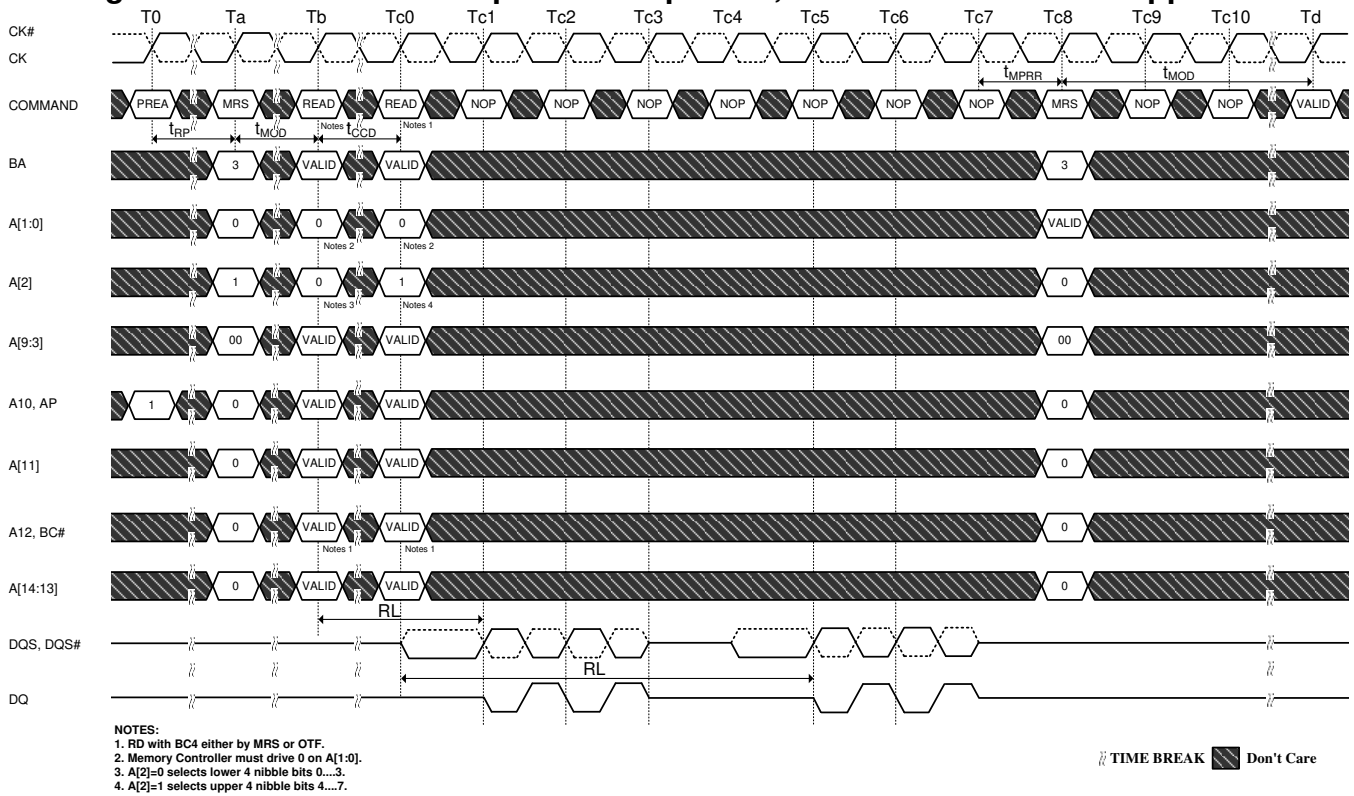 T0 Ta Tb Tc0 Tc1 Tc2 Tc3 Tc4 Tc5 Tc6 Tc7 Tc8 Tc9 Tc10 Td
CK#
CK
tMPRR tMOD
COMMAND PREA MRS READ READ NOP NOP NOP NOP NOP NOP NOP MRS NOP NOP VALID
Notes Notes 1
tRP tMOD tCCD
BA 3 VALID VALID 3
A[1:0] 0 0 0 VALID
Notes 2 Notes 2
A[2] 1 0 1 0
Notes 3 Notes 4
A[9:3] 00 VALID VALID 00
A10, AP 1 0 VALID VALID 0
A[11] 0 VALID VALID 0
A12, BC# 0 VALID VALID 0
Notes 1 Notes 1
A[14:13] 0 VALID VALID 0
RL
DQS, DQS#
RL
DQ
NOTES:
1. RD with BC4 either by MRS or OTF.
2. Memory Controller must drive 0 on A[1:0].
3. A[2]=0 selects lower 4 nibble bits 0....3.
4. A[2]=1 selects upper 4 nibble bits 4....7.
TIME BREAK Don't Care